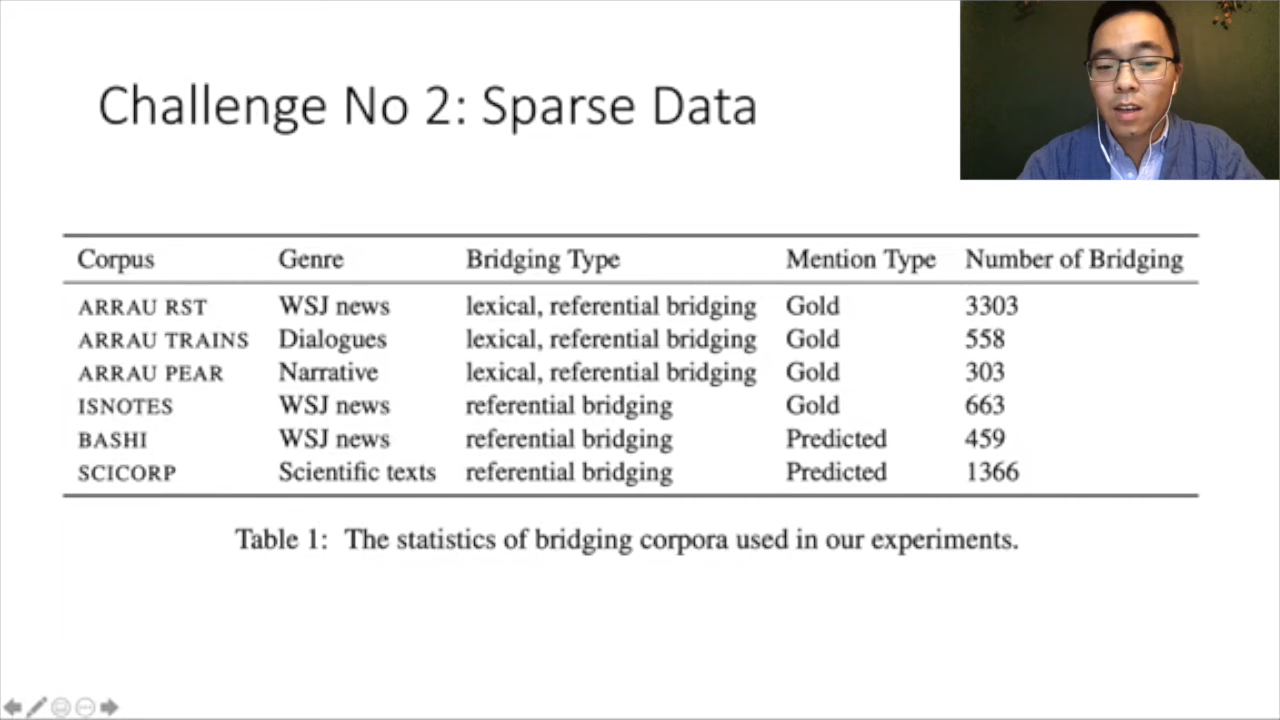 Challenge No 2: Sparse Data
Corpus Genre Bridging Type Mention Type Number of Bridging
ARRAU RST WSJ news lexical, referential bridging Gold 3303
ARRAU TRAINS Dialogues lexical, referential bridging Gold 558
ARRAU PEAR Narrative lexical, referential bridging Gold 303
ISNOTES WSJ news referential bridging Gold 663
BASHI WSJ news referential bridging Predicted 459
SCICORP Scientific texts referential bridging Predicted 1366
Table 1: The statistics of bridging corpora used in our experiments.